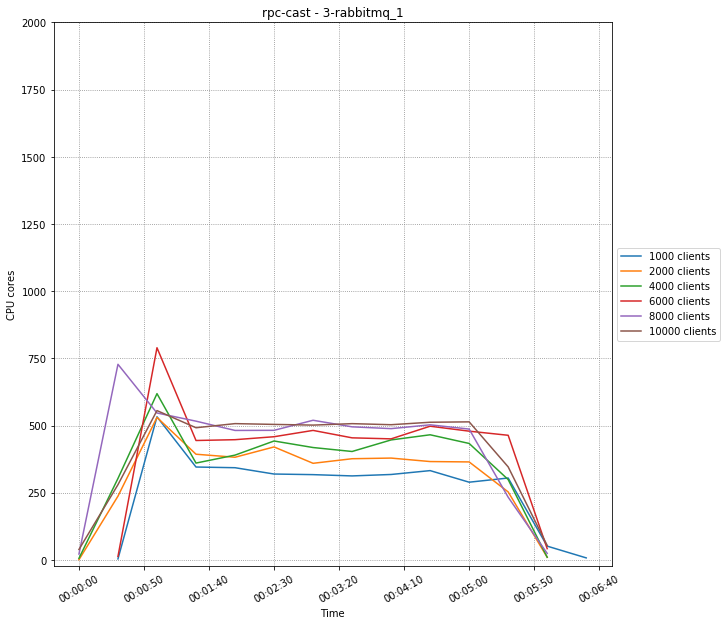 rpc-cast - 3-rabbitmq_1
2000
1750
1500
1250
1000
750
500
250
0
CPU cores
00:00:00
00:00:50
00:01:40
00:02:30
00:03:20
00:04:10
00:05:00
00:05:50
00:06:40
Time
1000 clients
2000 clients
4000 clients
6000 clients
8000 clients
10000 clients